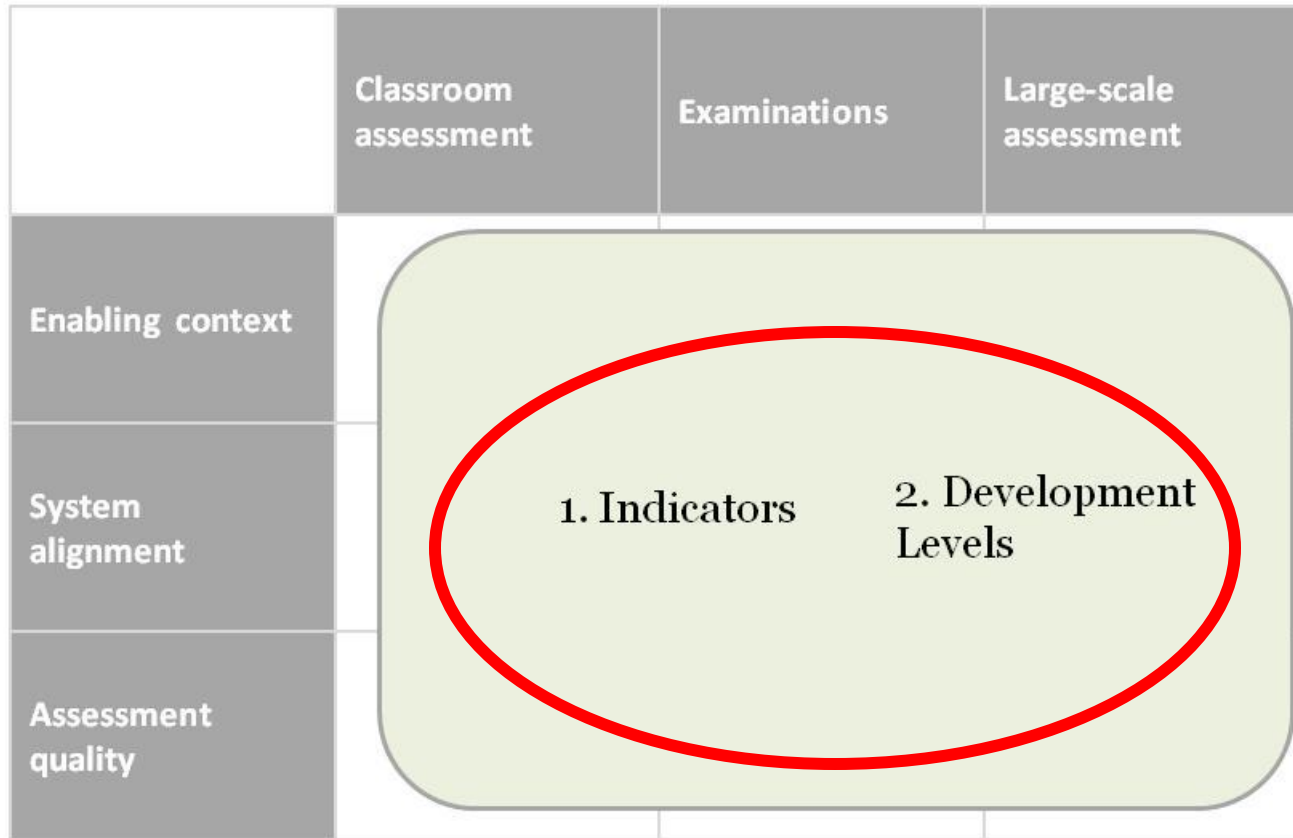 Classroom
assessment
Examinations
Large-scale
assessment
Enabling context
System
alignment
1. Indicators
2. Development
Levels
Assessment
quality